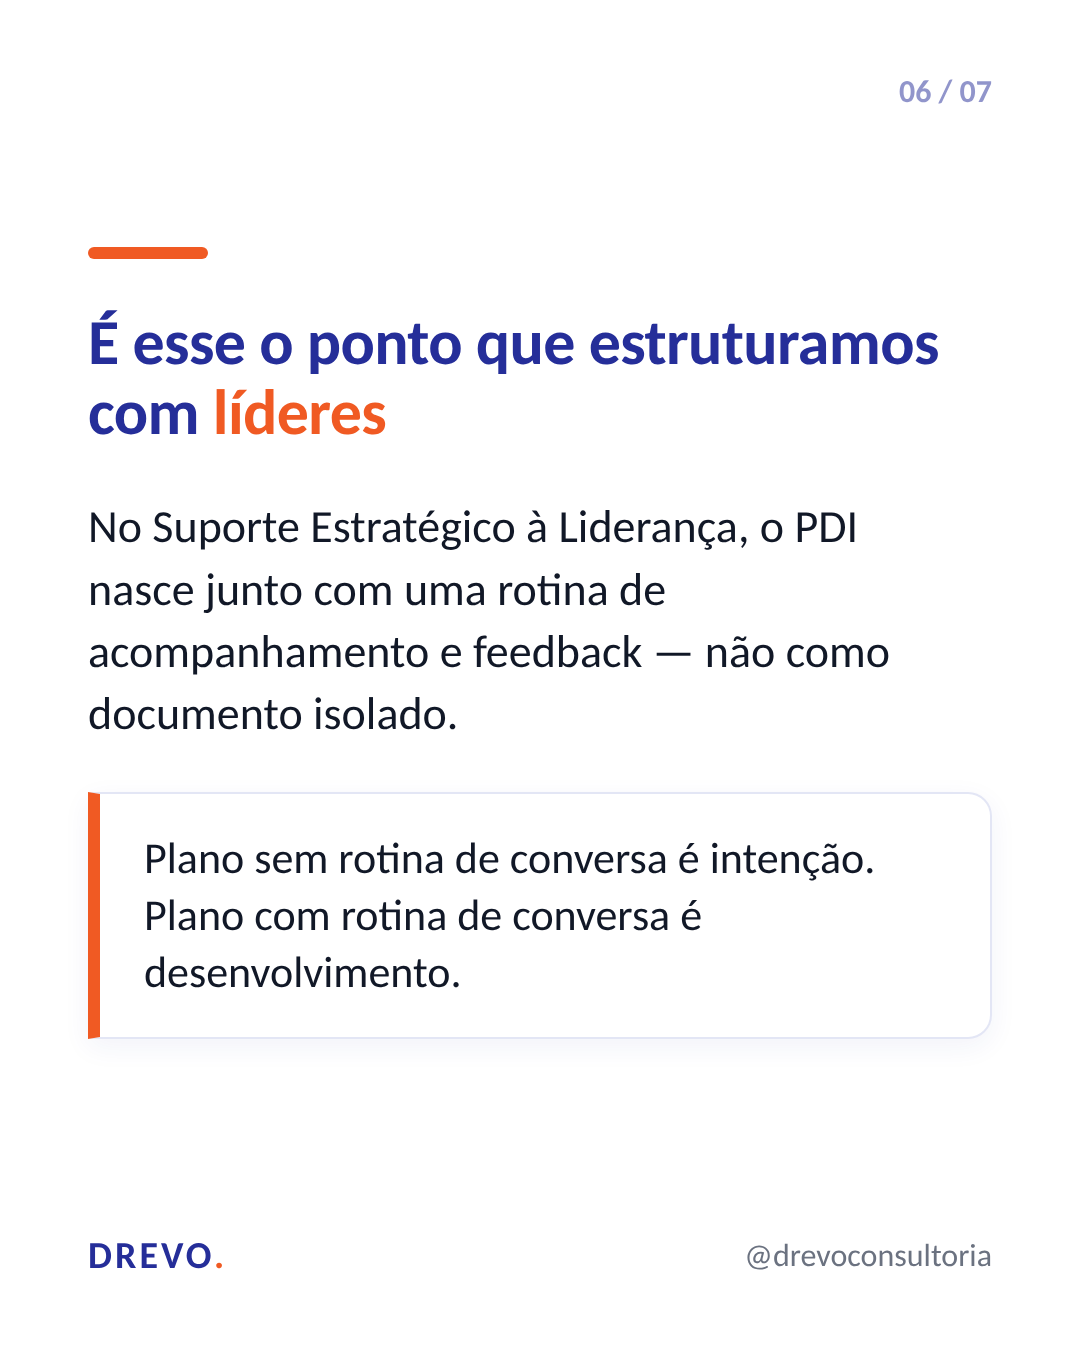 06 / 07
É esse o ponto que estruturamos
com líderes
No Suporte Estratégico à Liderança, o PDI
nasce junto com uma rotina de
acompanhamento e feedback — não como
documento isolado.
Plano sem rotina de conversa é intenção.
Plano com rotina de conversa é
desenvolvimento.
DREVO.
@drevoconsultoria